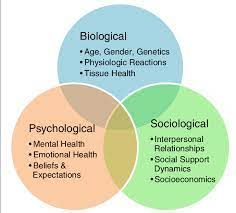 Biological
• Age, Gender, Genetics
• Physiologic Reactions
• Tissue Health
Psychological
• Mental Health
• Emotional Health
• Beliefs &
Expectations
Sociological
• Interpersonal
Relationships
• Social Support
Dynamics
• Socioeconomics